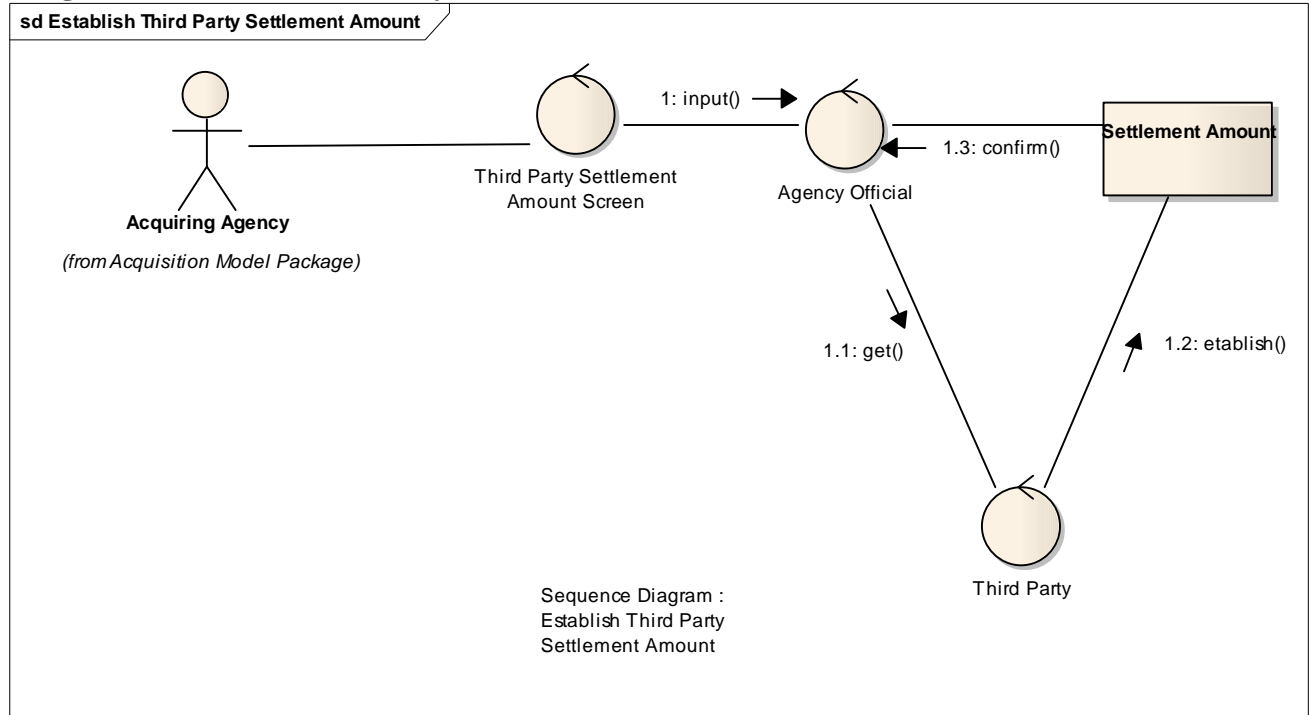 sd Establish Third Party Settlement Amount
1: input()
Settlement Amount
1.3: confirm()
Third Party Settlement
Amount Screen
Agency Official
Acquiring Agency
(from Acquisition Model Package)
1.1: get()
1.2: etablish()
Third Party
Sequence Diagram :
Establish Third Party
Settlement Amount